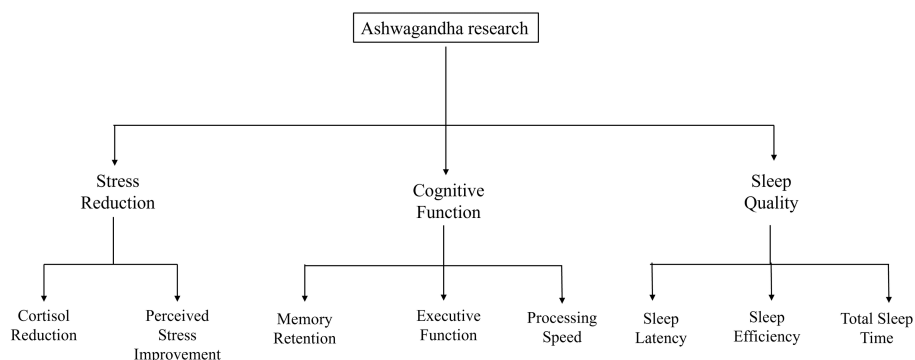 Ashwagandha research
Stress
Reduction
Cognitive
Function
Sleep
Quality
Cortisol
Reduction
Perceived
Stress
Improvement
Memory
Retention
Executive
Function
Processing
Speed
Sleep
Latency
Sleep
Efficiency
Total Sleep
Time